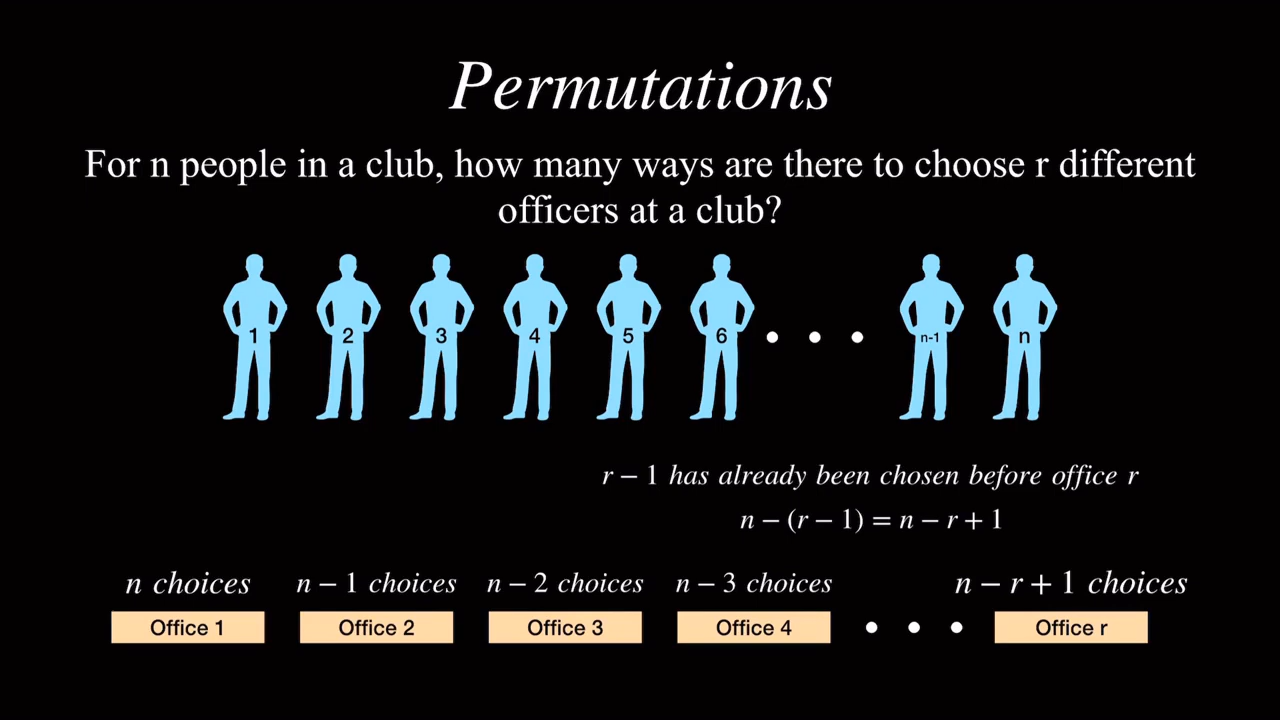 Permutations
For n people in a club, how many ways are there to choose r different
officers at a club?
1 2 3 4 5 6 • • • n-1 n
r − 1 has already been chosen before office r
n − (r − 1) = n − r + 1
n choices n − 1 choices n − 2 choices n − 3 choices n − r + 1 choices
Office 1 Office 2 Office 3 Office 4 • • • Office r